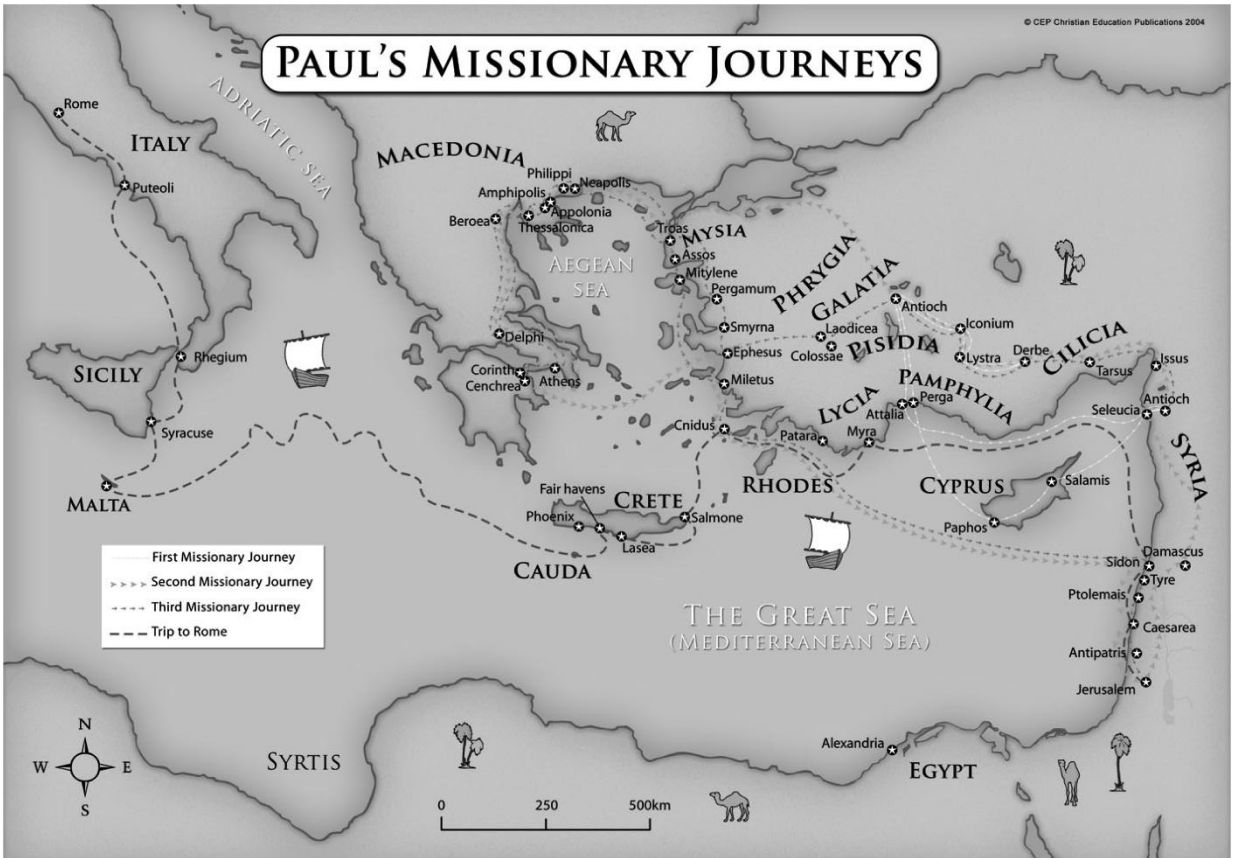 © CEP Christian Education Publications 2004
PAUL'S MISSIONARY JOURNEYS
Rome
ITALY
ADRIATIC SEA
Puteoli
MACEDONIA
Philippi
Neapolis
Amphipolis
Appolonia
Beroea
Thessalonica
Troas
MYSIA
Assos
AEGEAN
SEA
Mitylene
PHRYGIA
GALATIA
Pergamum
Antioch
Smyrna
Laodicea
Iconium
Delphi
Ephesus
Colossae
PISIDIA
Lystra
Derbe
CILICIA
Tarsus
Issus
Rhegium
SICILY
Corinth
Cenchrea
Athens
Miletus
LYCIA
PAMPHYLIA
Attalia
Perga
Antioch
Seleucia
Syracuse
Cnidus
Patara
Myra
SYRIA
MALTA
Fair havens
CRETE
RHODES
CYPRUS
Salamis
Phoenix
Salmone
Paphos
Lasea
CAUDA
First Missionary Journey
Second Missionary Journey
Third Missionary Journey
Trip to Rome
Sidon
Damascus
Tyre
Ptolemais
THE GREAT SEA
(MEDITERRANEAN SEA)
Caesarea
Antipatris
Jerusalem
N
W
E
S
SYRTIS
Alexandria
EGYPT
0
250
500km